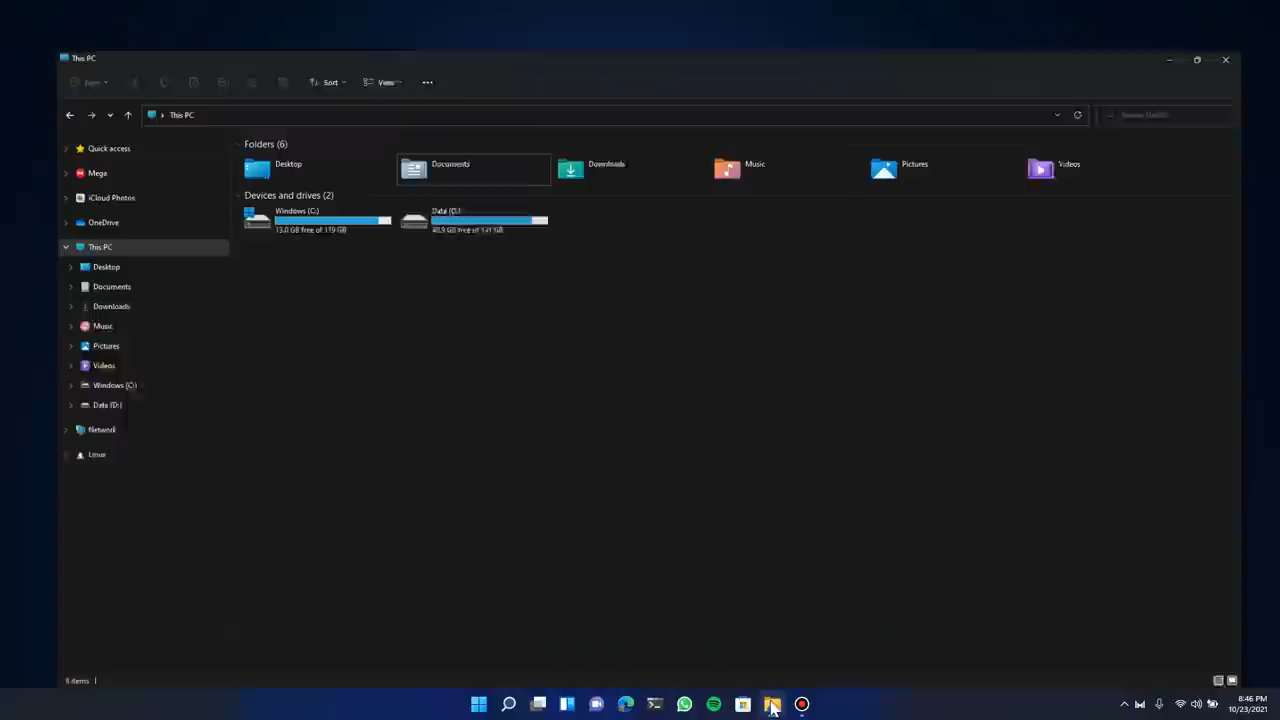 This PC
Sort
View
This PC
Quick access
Mega
iCloud Photos
OneDrive
This PC
Desktop
Documents
Downloads
Music
Pictures
Videos
Windows (C:)
Data (D:)
Network
Linux
Folders (6)
Desktop
Documents
Downloads
Music
Pictures
Videos
Devices and drives (2)
Windows (C:)
13.0 GB free of 119 GB
Data (D:)
8 items
8:46 PM
10/23/2021